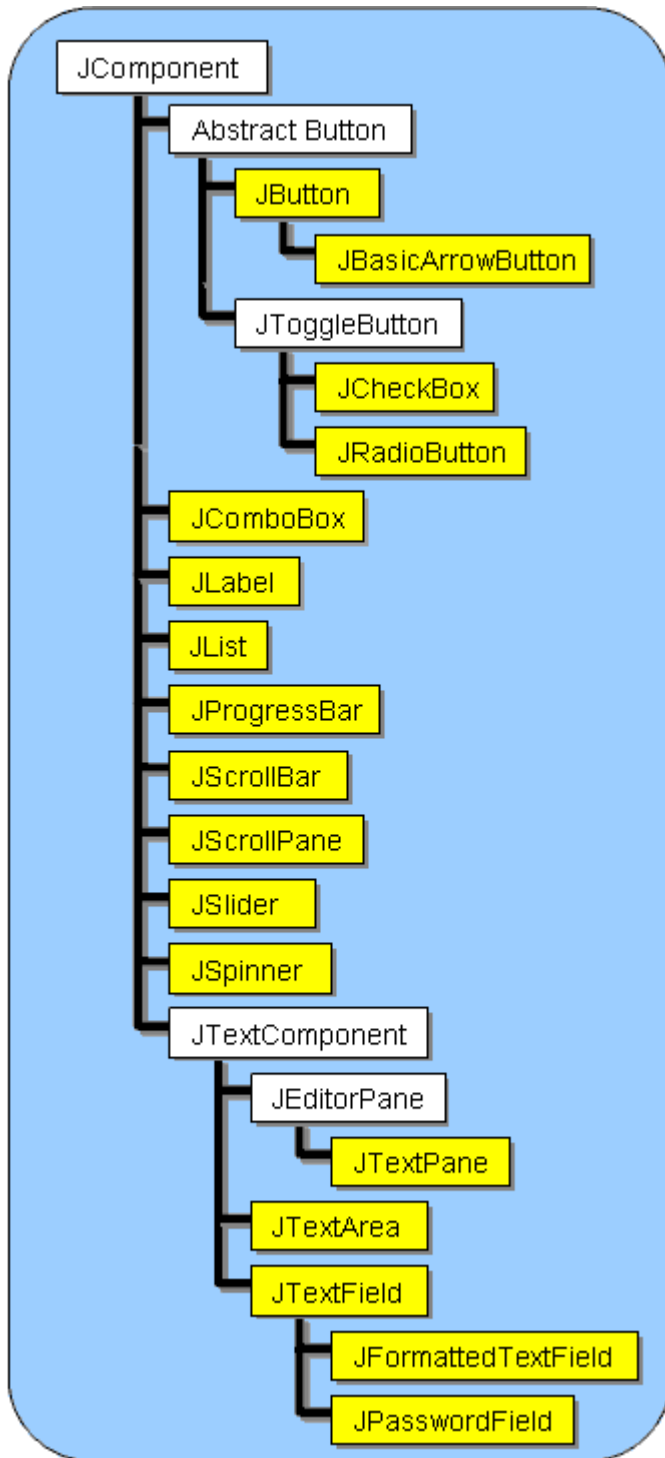 JComponent
Abstract Button
JButton
JBasicArrowButton
JToggleButton
JCheckBox
JRadioButton
JComboBox
JLabel
JList
JProgressBar
JScrollBar
JScrollPane
JSlider
JSpinner
JTextComponent
JEditorPane
JTextPane
JTextArea
JTextField
JFormattedTextField
JPasswordField